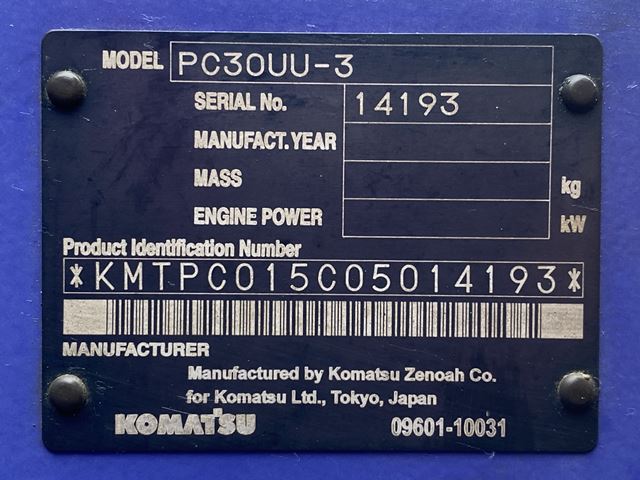 MODEL PC30UU-3
SERIAL No. 14193
MANUFACT. YEAR
MASS kg
ENGINE POWER kW
Product Identification Number
*KMTPC015C05014193*
MANUFACTURER
Manufactured by Komatsu Zenoah Co.
for Komatsu Ltd., Tokyo, Japan
KOMATSU 09601-10031